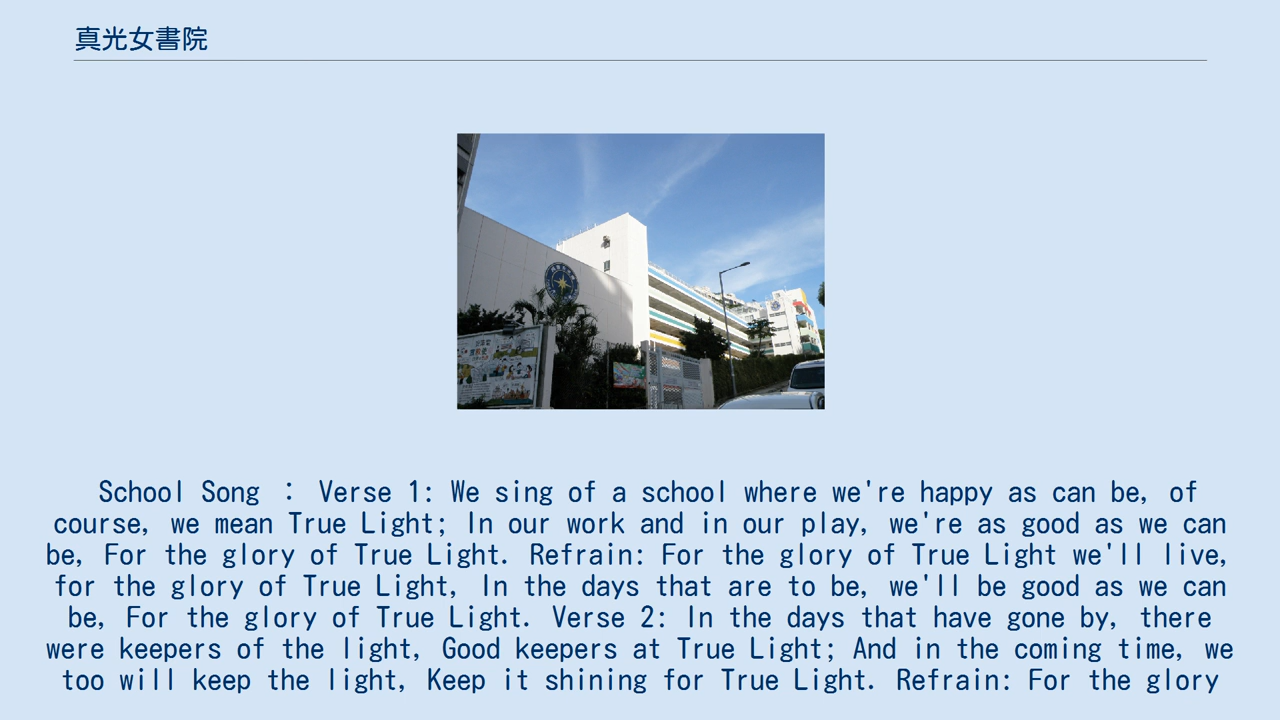 真光女書院
School Song : Verse 1: We sing of a school where we're happy as can be, of
course, we mean True Light; In our work and in our play, we're as good as we can
be, For the glory of True Light. Refrain: For the glory of True Light we'll live,
for the glory of True Light, In the days that are to be, we'll be good as we can
be, For the glory of True Light. Verse 2: In the days that have gone by, there
were keepers of the light, Good keepers at True Light; And in the coming time, we
too will keep the light, Keep it shining for True Light. Refrain: For the glory